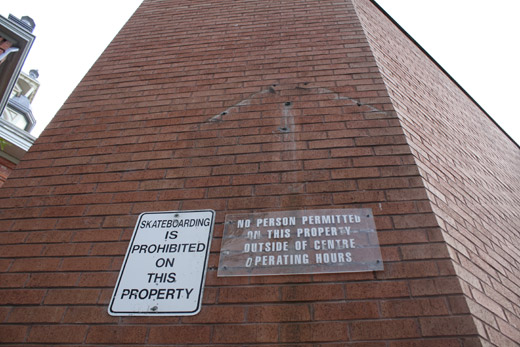 SKATEBOARDING
IS
PROHIBITED
ON
THIS
PROPERTY
NO PERSON PERMITTED
ON THIS PROPERTY
OUTSIDE OF CENTRE
OPERATING HOURS